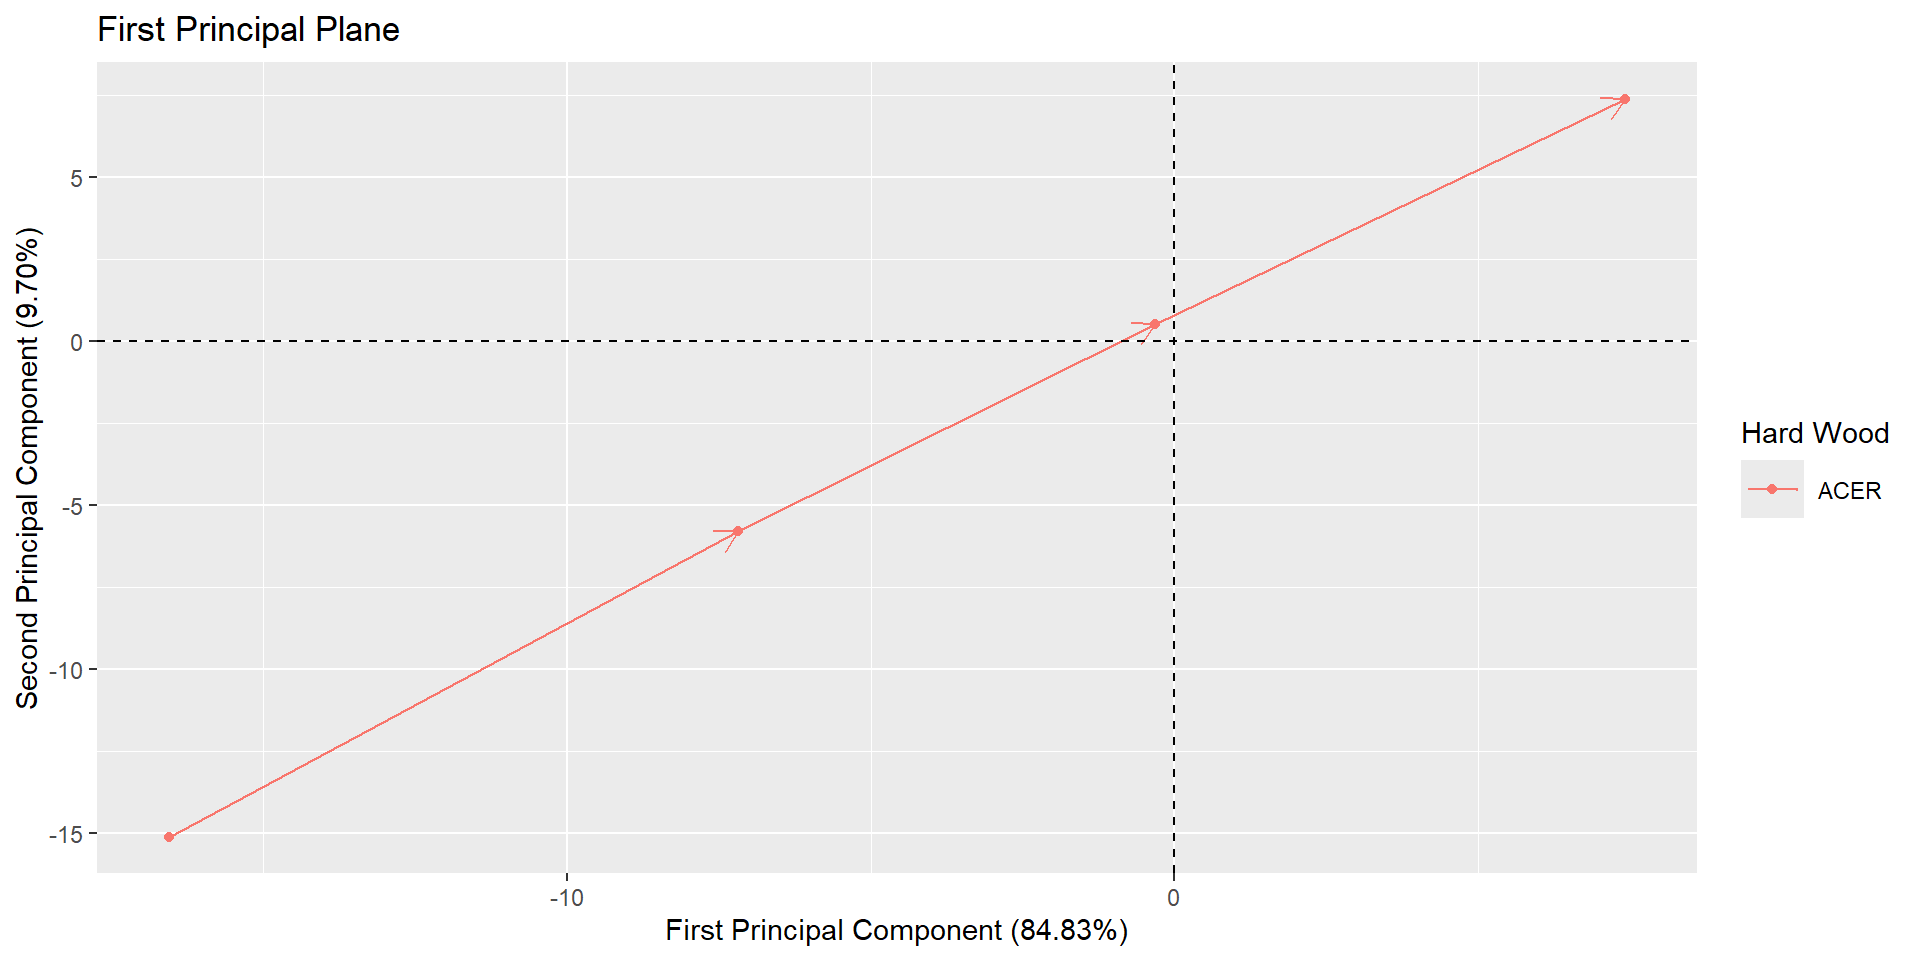 First Principal Plane
5
0
-5
-10
-15
Second Principal Component (9.70%)
-10
0
First Principal Component (84.83%)
Hard Wood
ACER